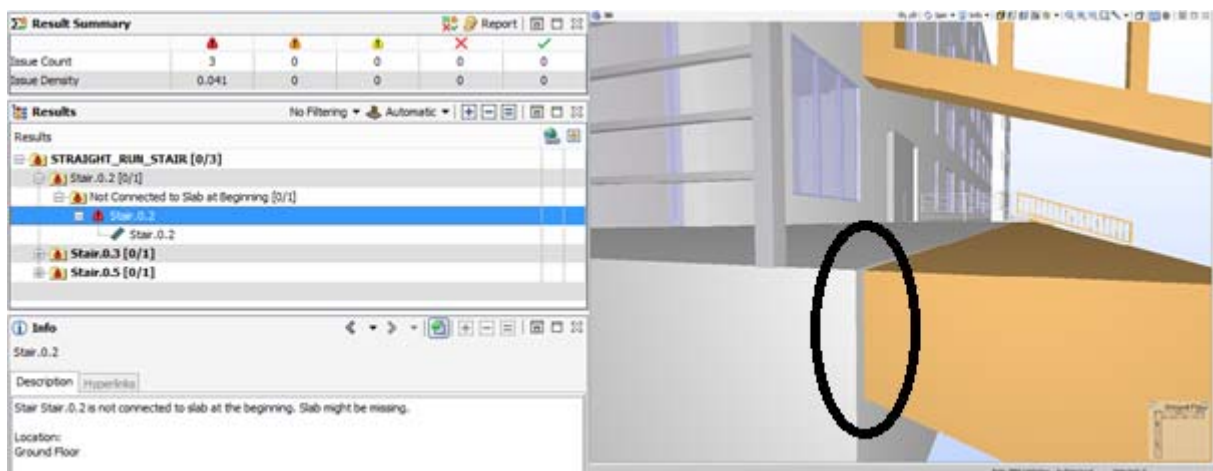 Result Summary
Report
Issue Count 3 0 0 0 0
Issue Density 0.041 0 0 0 0
Results
No Filtering Automatic
Results
STRAIGHT_RUN_STAIR [0/3]
Stair.0.2 [0/1]
Not Connected to Slab at Beginning [0/1]
Stair.0.2
Stair.0.2
Stair.0.3 [0/1]
Stair.0.5 [0/1]
Info
Stair.0.2
Description Hyperlinks
Stair Stair.0.2 is not connected to slab at the beginning. Slab might be missing.
Location:
Ground Floor
3D
Info
Ground Floor